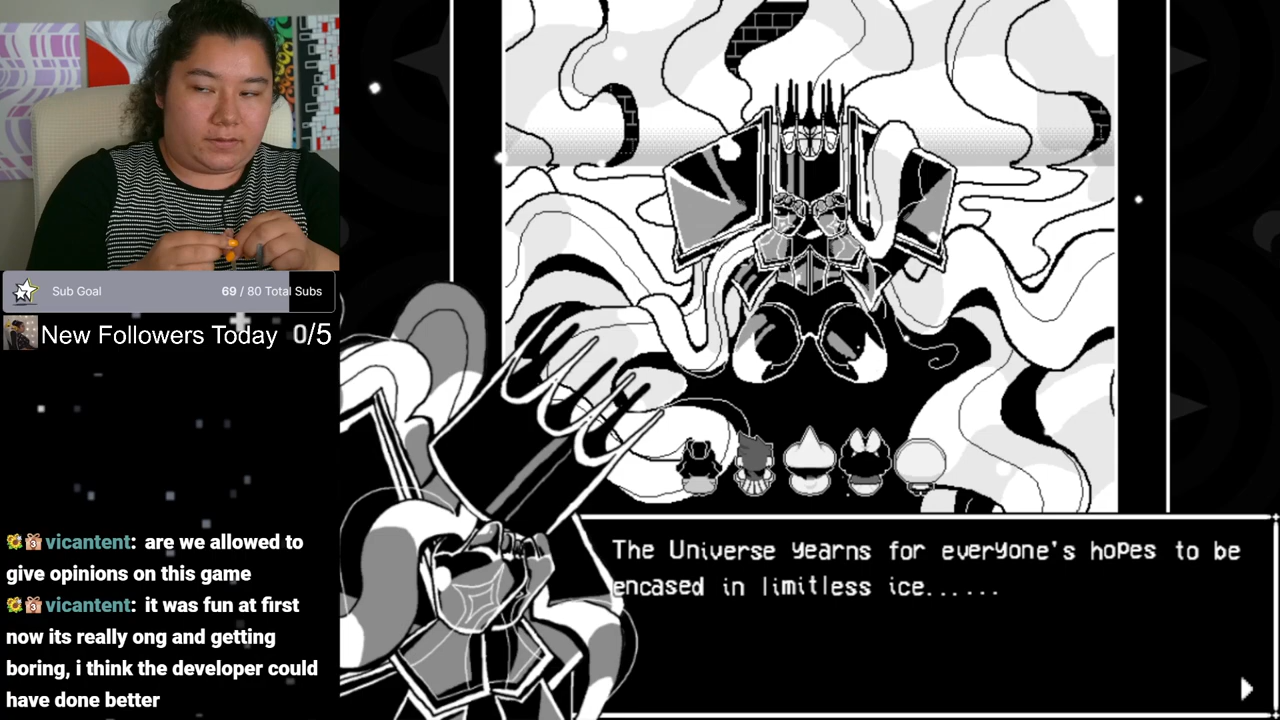 Sub Goal 69 / 80 Total Subs
New Followers Today 0/5
vicantent: are we allowed to
give opinions on this game
vicantent: it was fun at first
now its really ong and getting
boring, i think the developer could
have done better
The Universe yearns for everyone's hopes to be
encased in limitless ice......